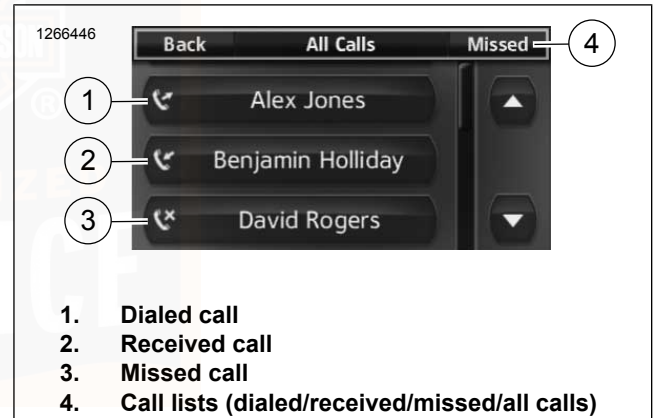 1266446
Back All Calls Missed 4
1 Alex Jones
2 Benjamin Holliday
3 David Rogers
1. Dialed call
2. Received call
3. Missed call
4. Call lists (dialed/received/missed/all calls)